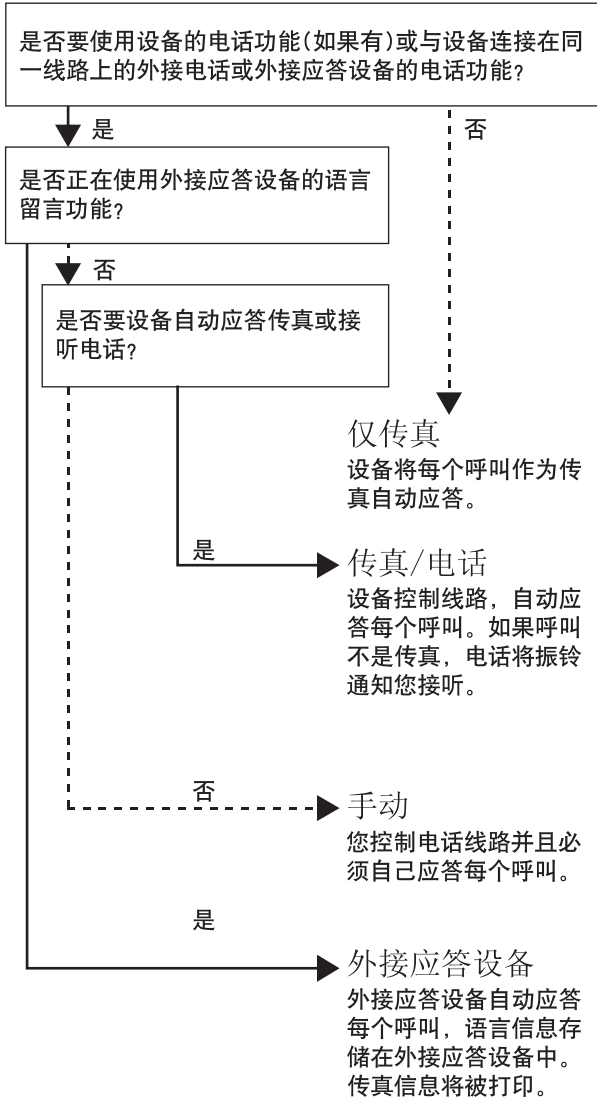 是否要使用设备的电话功能(如果有)或与设备连接在同
一线路上的外接电话或外接应答设备的电话功能?
是
否
是否正在使用外接应答设备的语言
留言功能?
否
是否要设备自动应答传真或接
听电话?
仅传真
设备将每个呼叫作为传
真自动应答。
是
传真/电话
设备控制线路，自动应
答每个呼叫。如果呼叫
不是传真，电话将振铃
通知您接听。
否
手动
您控制电话线路并且必
须自己应答每个呼叫。
是
外接应答设备
外接应答设备自动应答
每个呼叫，语言信息存
储在外接应答设备中。
传真信息将被打印。